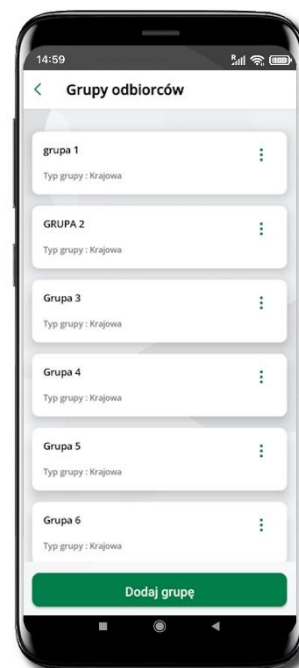 14:59
Grupy odbiorców
grupa 1
Typ grupy : Krajowa
GRUPA 2
Typ grupy : Krajowa
Grupa 3
Typ grupy : Krajowa
Grupa 4
Typ grupy : Krajowa
Grupa 5
Typ grupy : Krajowa
Grupa 6
Typ grupy : Krajowa
Dodaj grupę